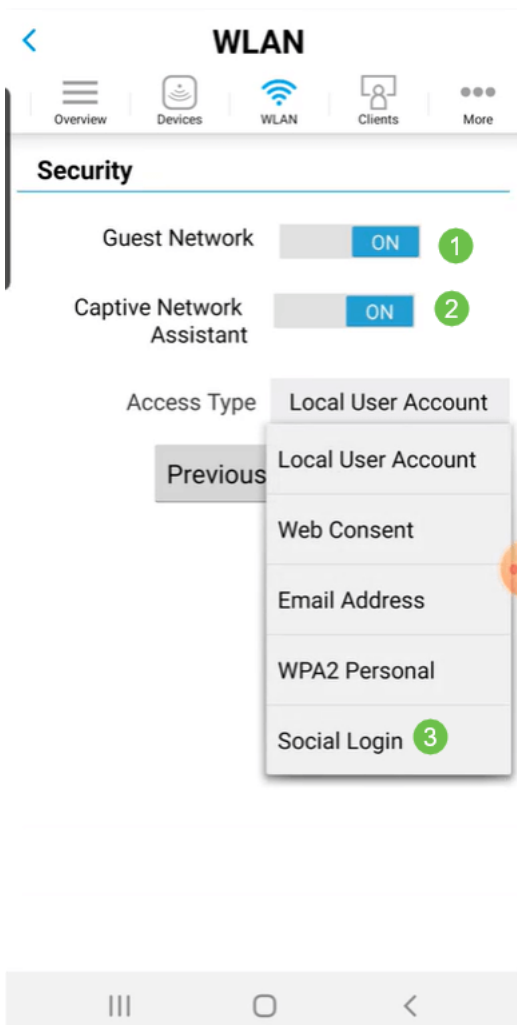 WLAN
Overview
Devices
WLAN
Clients
More
Security
Guest Network
ON
1
Captive Network
Assistant
ON
2
Access Type
Local User Account
Previous
Local User Account
Web Consent
Email Address
WPA2 Personal
Social Login
3